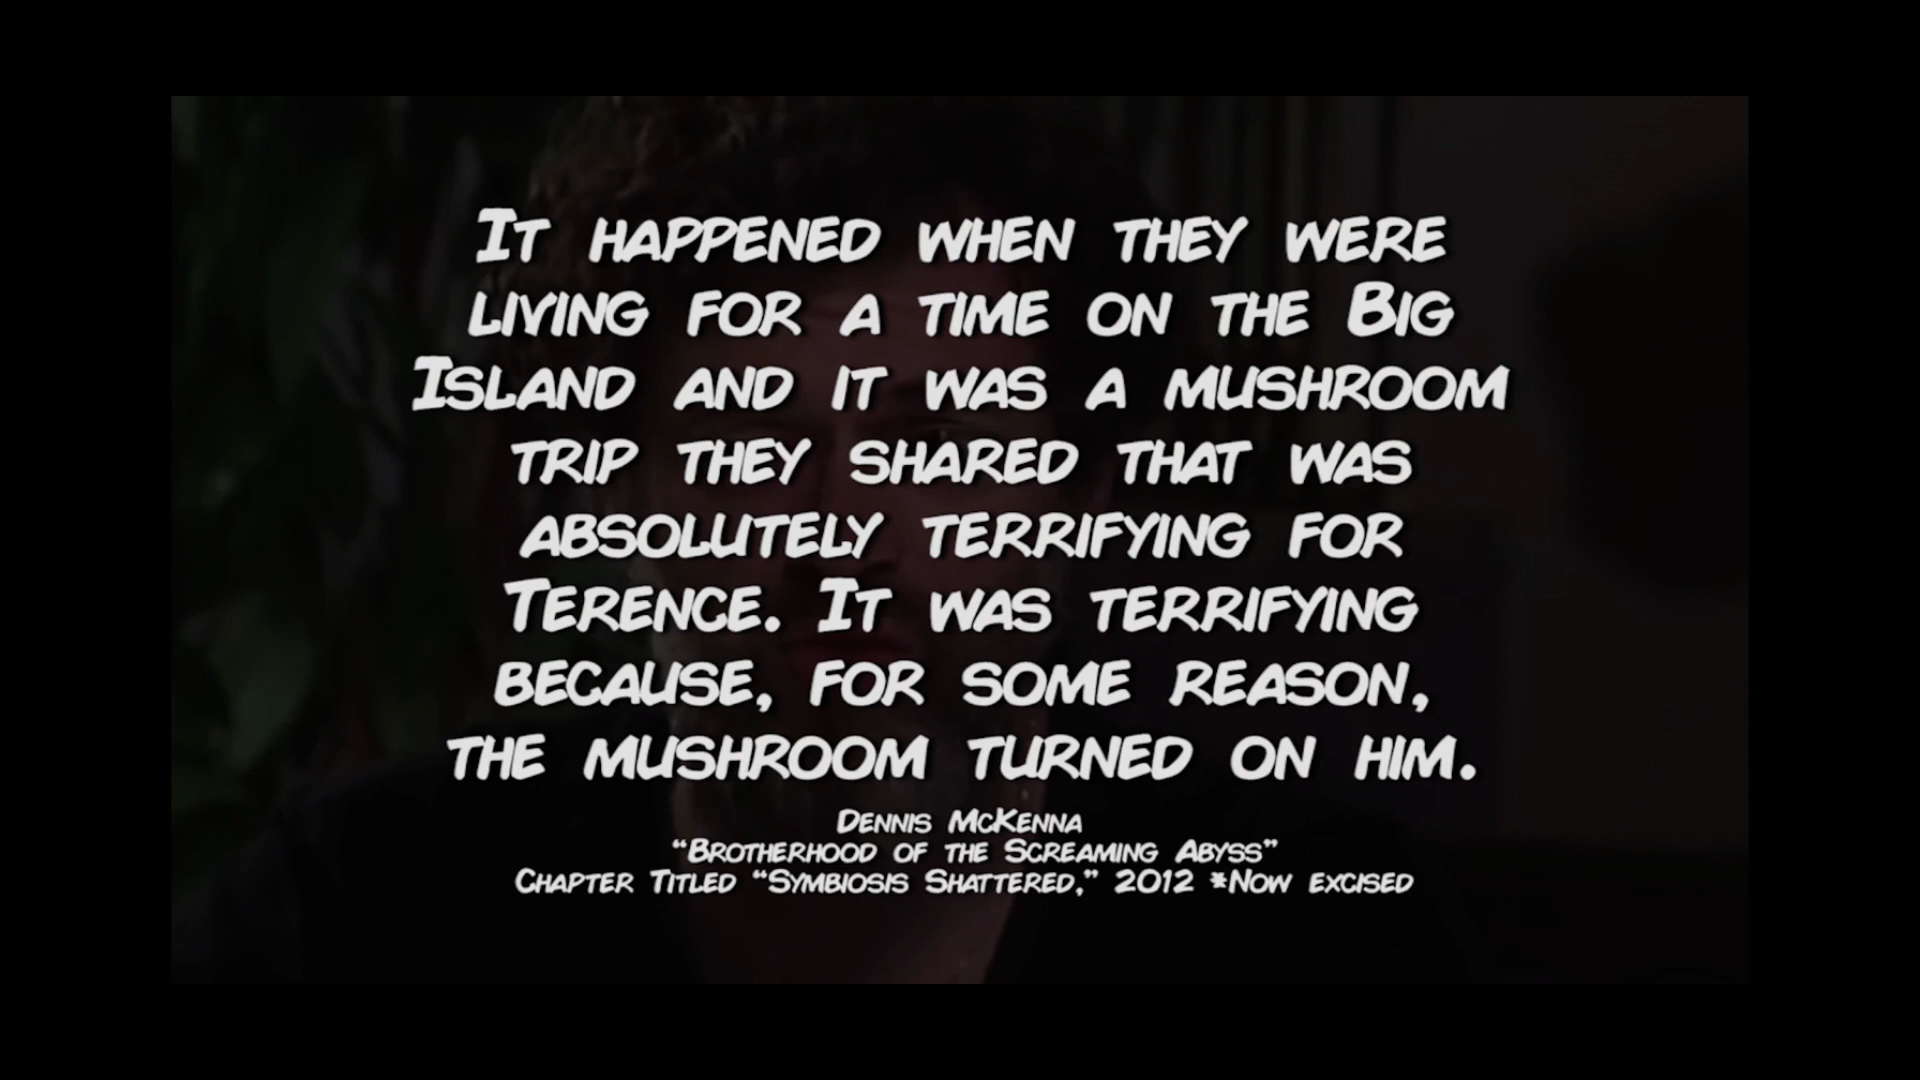 It happened when they were
living for a time on the Big
Island and it was a mushroom
trip they shared that was
absolutely terrifying for
Terence. It was terrifying
because, for some reason,
the mushroom turned on him.
Dennis McKenna
“Brotherhood of the Screaming Abyss”
Chapter Titled “Symbiosis Shattered,” 2012 *Now excised